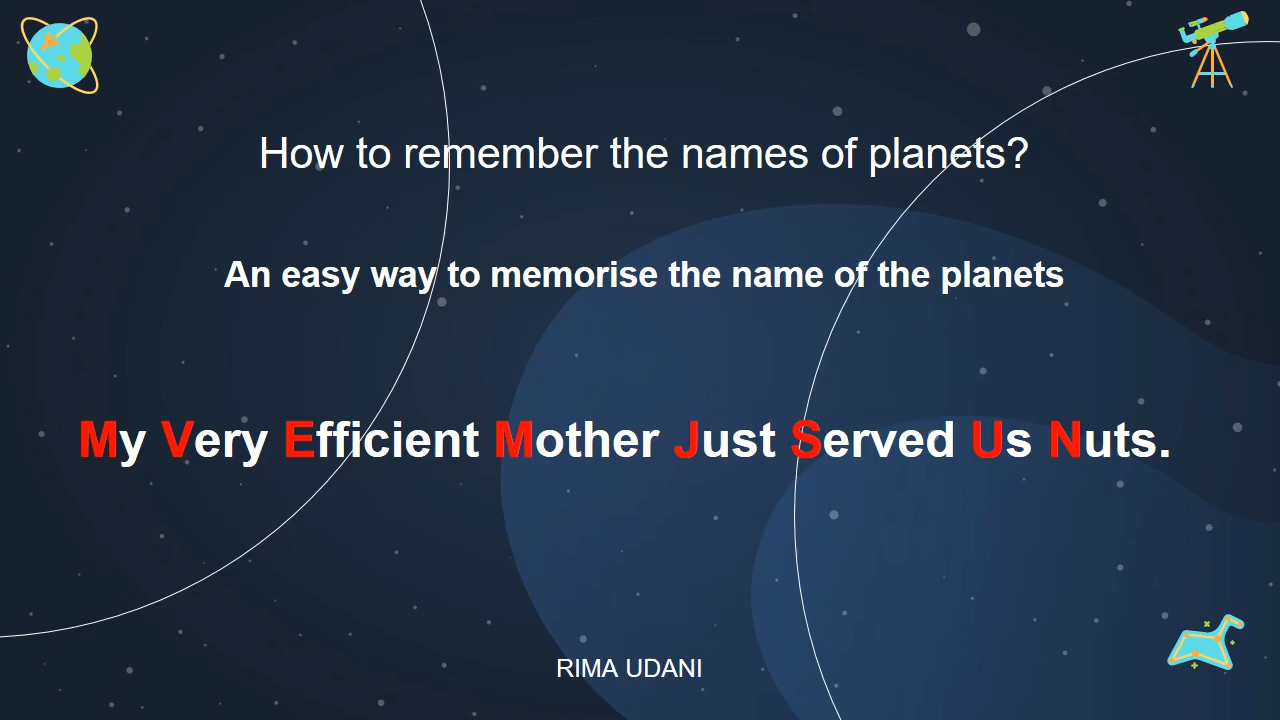 How to remember the names of planets?
An easy way to memorise the name of the planets
My Very Efficient Mother Just Served Us Nuts.
RIMA UDANI